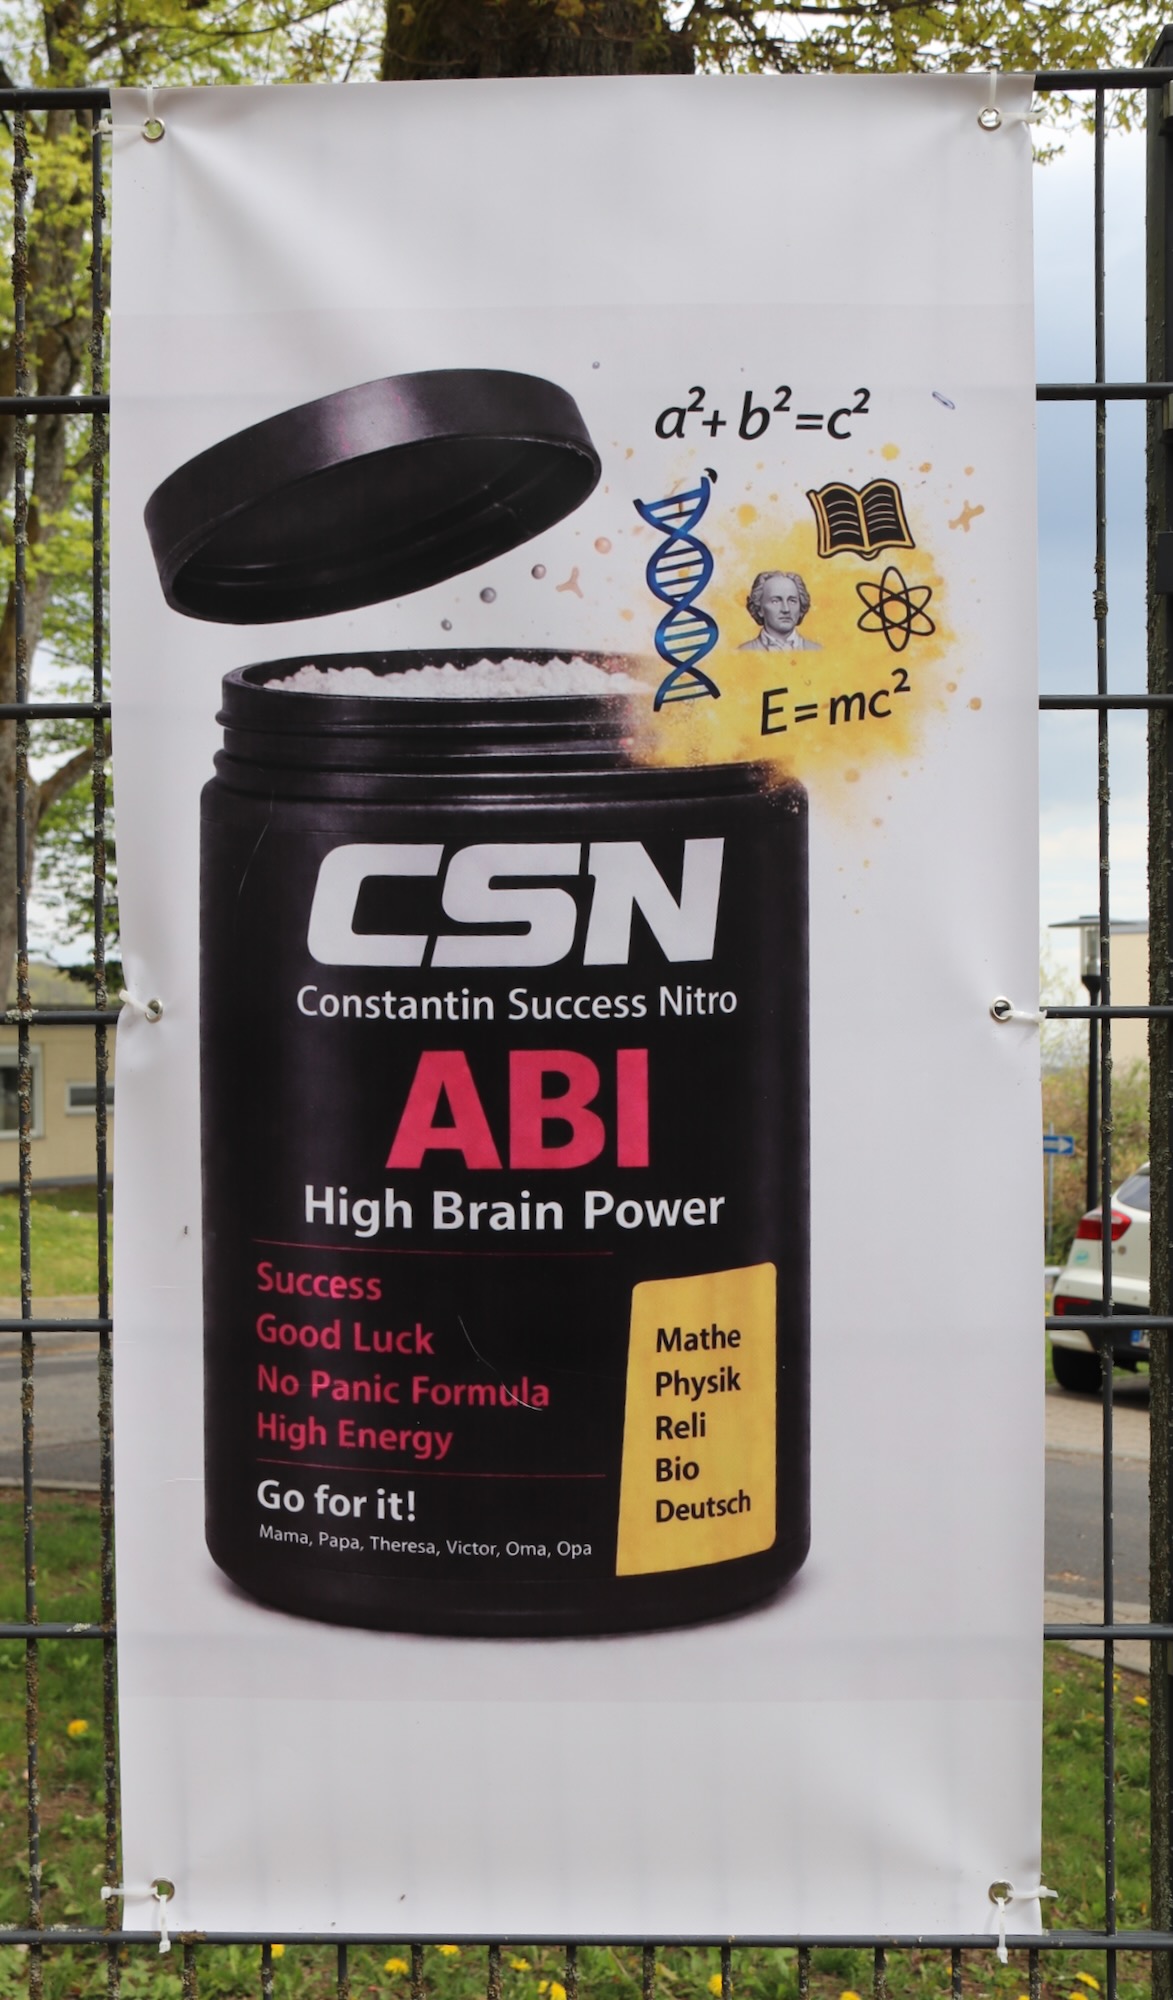 a²+b²=c²
E=mc²
CSN
Constantin Success Nitro
ABI
High Brain Power
Success
Good Luck
No Panic Formula
High Energy
Go for it!
Mama, Papa, Theresa, Victor, Oma, Opa
Mathe
Physik
Reli
Bio
Deutsch